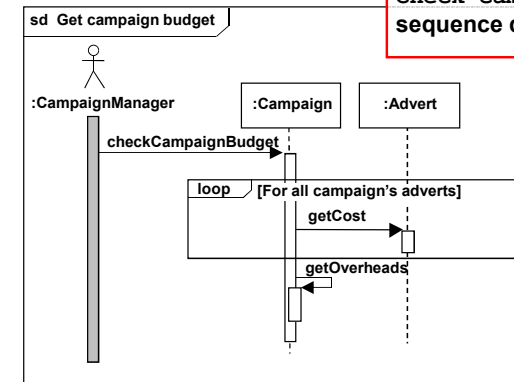 sd Get campaign budget
sequence
:CampaignManager
:Campaign
:Advert
checkCampaignBudget
loop
[For all campaign's adverts]
getCost
getOverheads